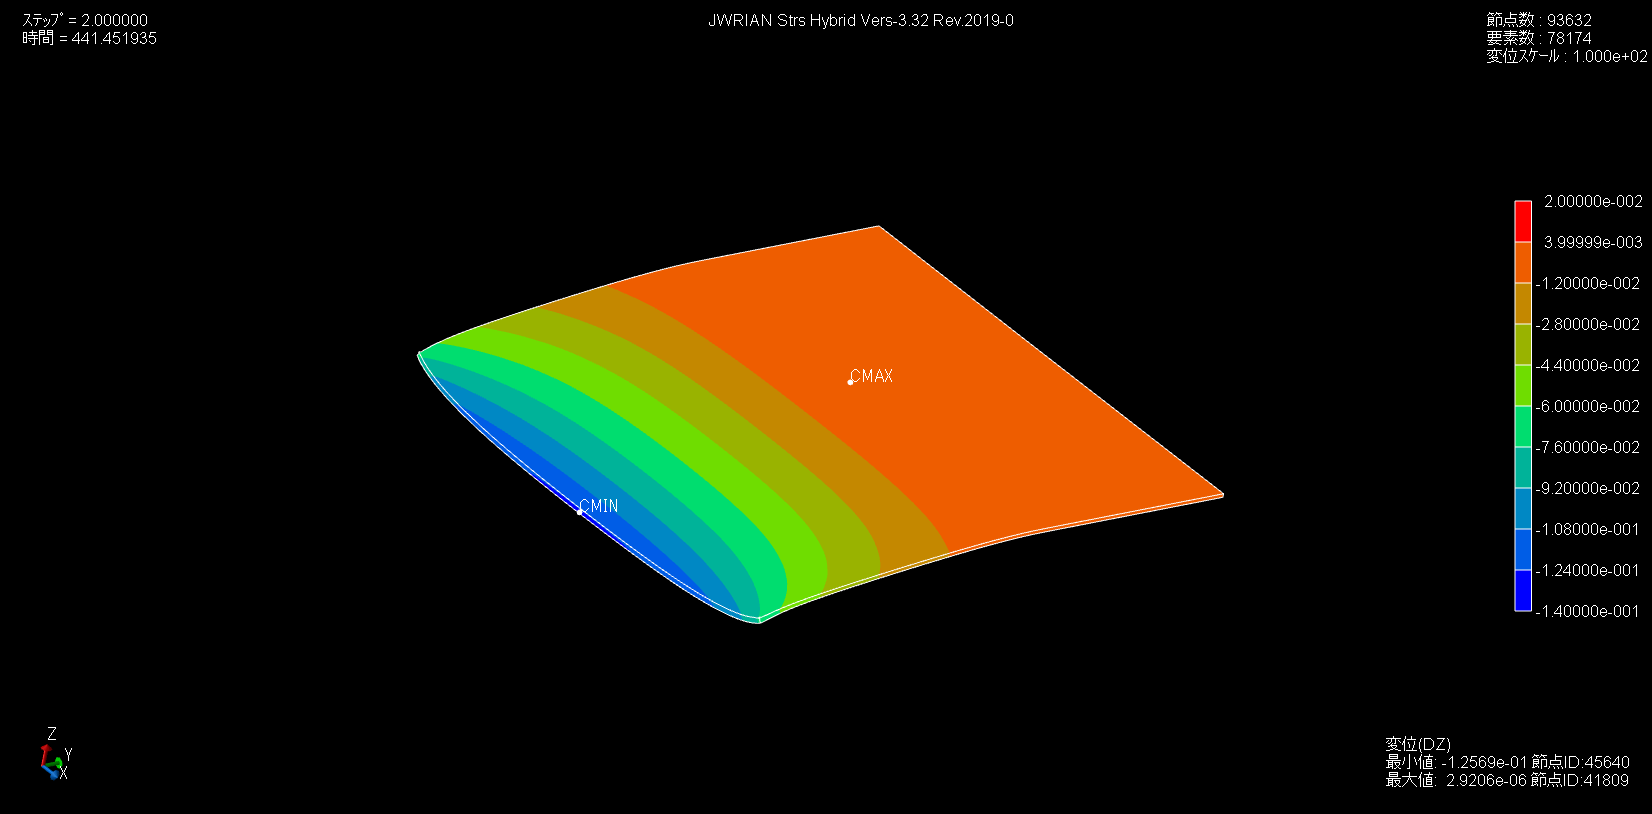 ステップ = 2.000000
時間 = 441.451935
JWRIAN Strs Hybrid Vers-3.32 Rev.2019-0
節点数 : 93632
要素数 : 78174
変位スケール : 1.000e+02
2.00000e-002
3.99999e-003
-1.20000e-002
-2.80000e-002
-4.40000e-002
-6.00000e-002
-7.60000e-002
-9.20000e-002
-1.08000e-001
-1.24000e-001
-1.40000e-001
CMAX
CMIN
Z
Y
X
変位(DZ)
最小値: -1.2569e-01 節点ID:45640
最大値: 2.9206e-06 節点ID:41809